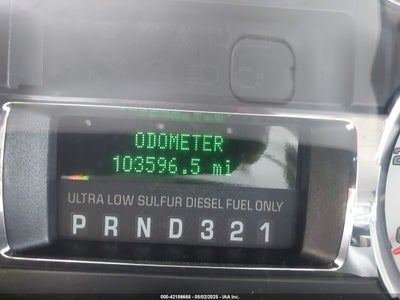 ODOMETER
103596.5 mi
ULTRA LOW SULFUR DIESEL FUEL ONLY
P R N D 3 2 1
000-42156668 - 05/02/2025 - IAA, Inc.